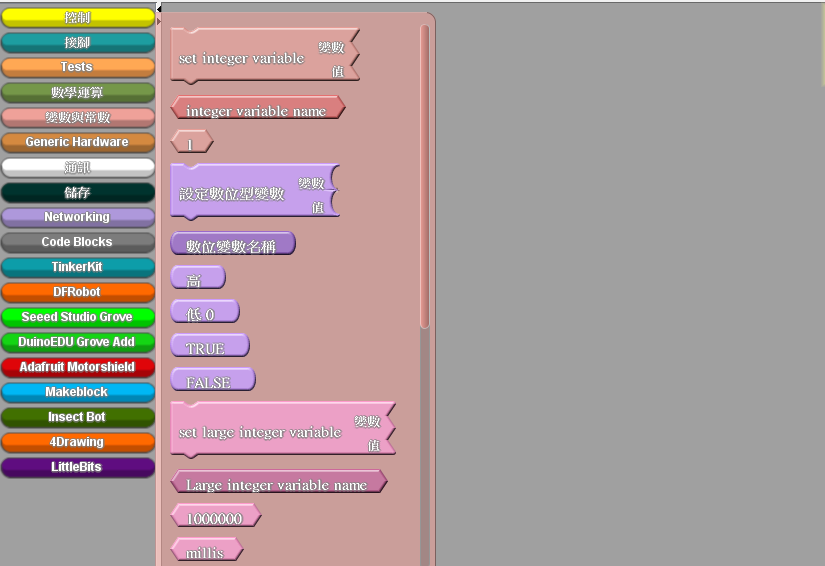 控制
接腳
Tests
數學運算
變數與常數
Generic Hardware
通訊
儲存
Networking
Code Blocks
TinkerKit
DFRobot
Seeed Studio Grove
DuinoEDU Grove Add
Adafruit Motorshield
Makeblock
Insect Bot
4Drawing
LittleBits
set integer variable
變數
值
integer variable name
1
設定數位型變數
變數
值
數位變數名稱
高
低 0
TRUE
FALSE
set large integer variable
變數
值
Large integer variable name
1000000
millis